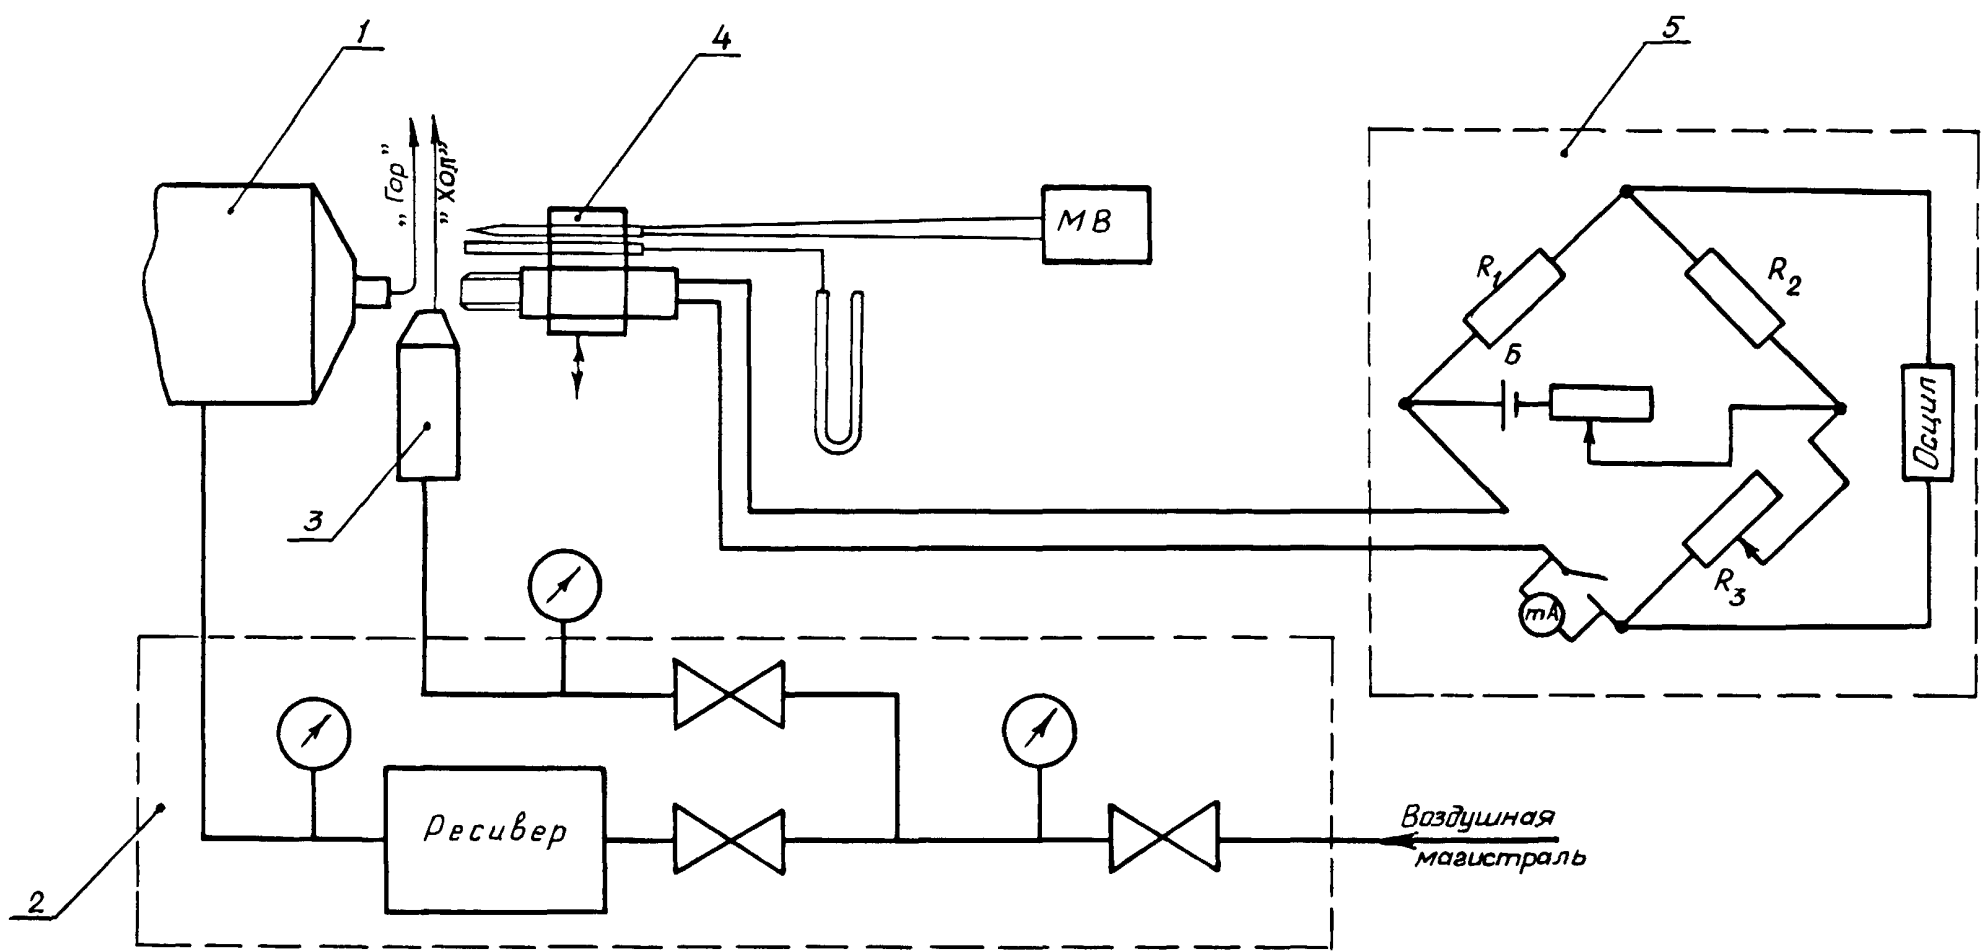 1
4
5
„Гор”
„Хол”
МВ
R1
R2
Б
Осцил
3
R3
mA
Ресивер
Воздушная
магистраль
2